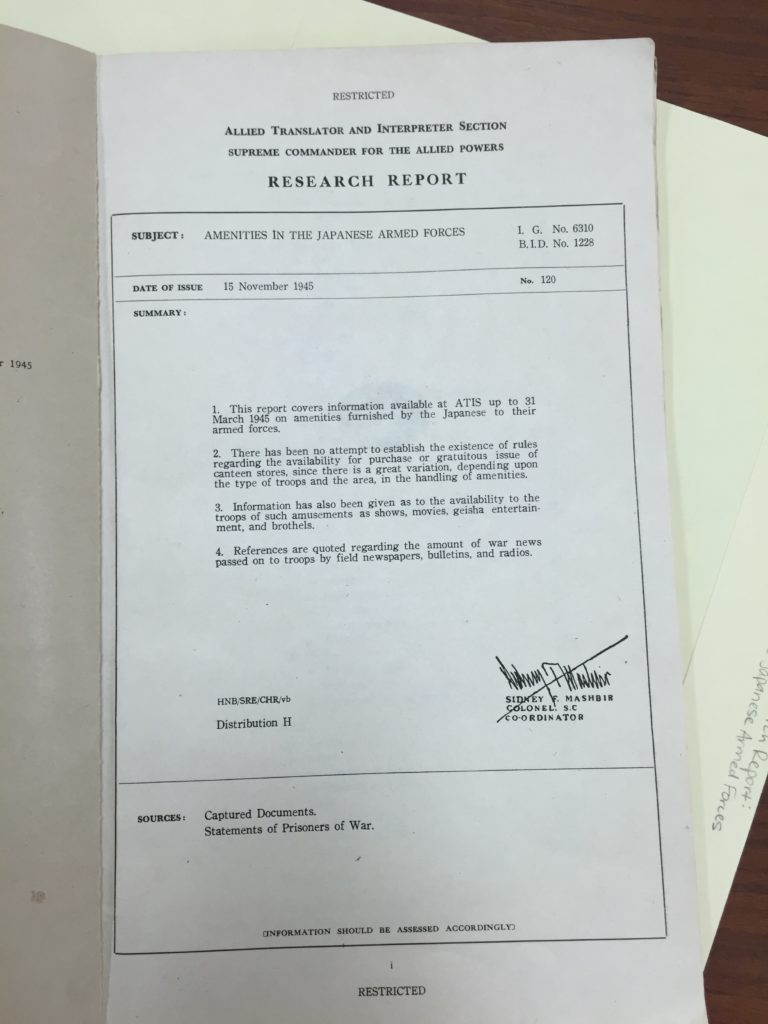 RESTRICTED
ALLIED TRANSLATOR AND INTERPRETER SECTION
SUPREME COMMANDER FOR THE ALLIED POWERS
RESEARCH REPORT
SUBJECT: AMENITIES IN THE JAPANESE ARMED FORCES
I. G. No. 6310
B.I.D. No. 1228
DATE OF ISSUE 15 November 1945
No. 120
SUMMARY:
1. This report covers information available at ATIS up to 31
March 1945 on amenities furnished by the Japanese to their
armed forces.
2. There has been no attempt to establish the existence of rules
regarding the availability for purchase or gratuitous issue of
canteen stores, since there is a great variation, depending upon
the type of troops and the area, in the handling of amenities.
3. Information has also been given as to the availability to the
troops of such amusements as shows, movies, geisha entertain-
ment, and brothels.
4. References are quoted regarding the amount of war news
passed on to troops by field newspapers, bulletins, and radios.
HNB/SRE/CHR/vb
Distribution H
Sidney F Mashbir
SIDNEY F. MASHBIR
COLONEL, S.C
CO-ORDINATOR
SOURCES: Captured Documents.
Statements of Prisoners of War.
(INFORMATION SHOULD BE ASSESSED ACCORDINGLY)
i
RESTRICTED
r 1945
Report:
Japanese Armed Forces